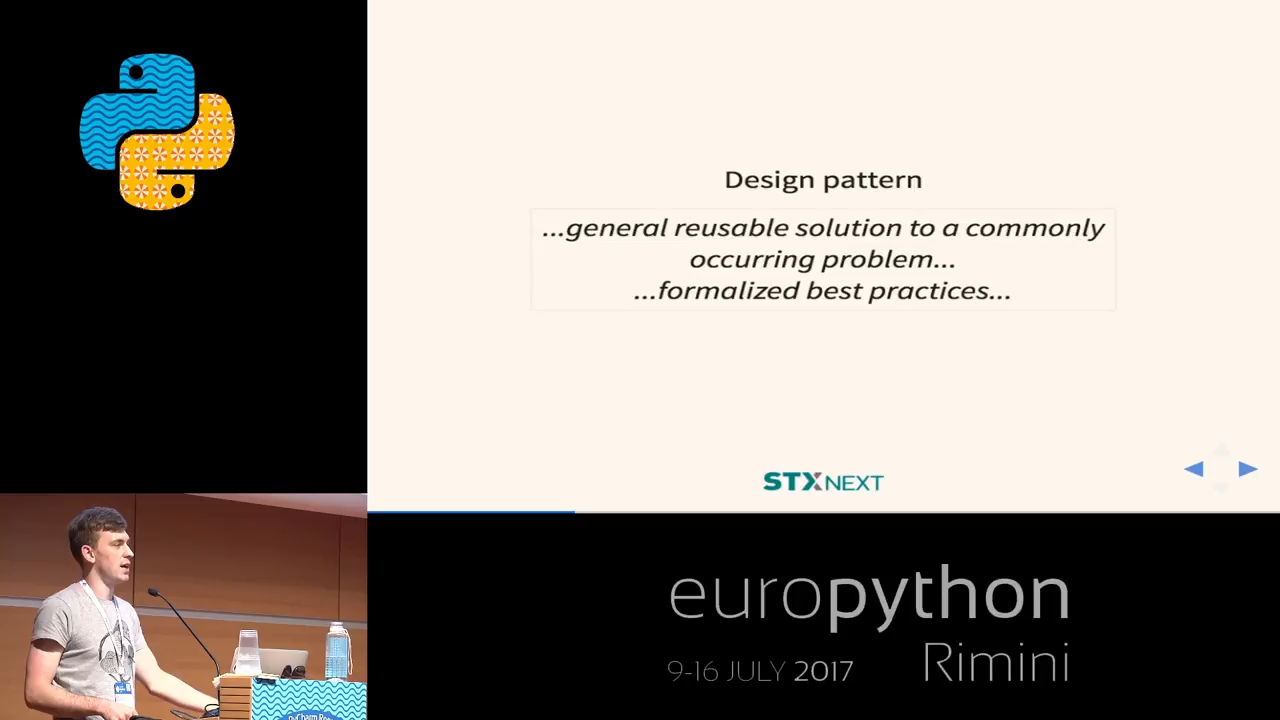 Design pattern
...general reusable solution to a commonly
occurring problem...
...formalized best practices...
STXNEXT
europython
Rimini
9-16 JULY 2017
PyCharm